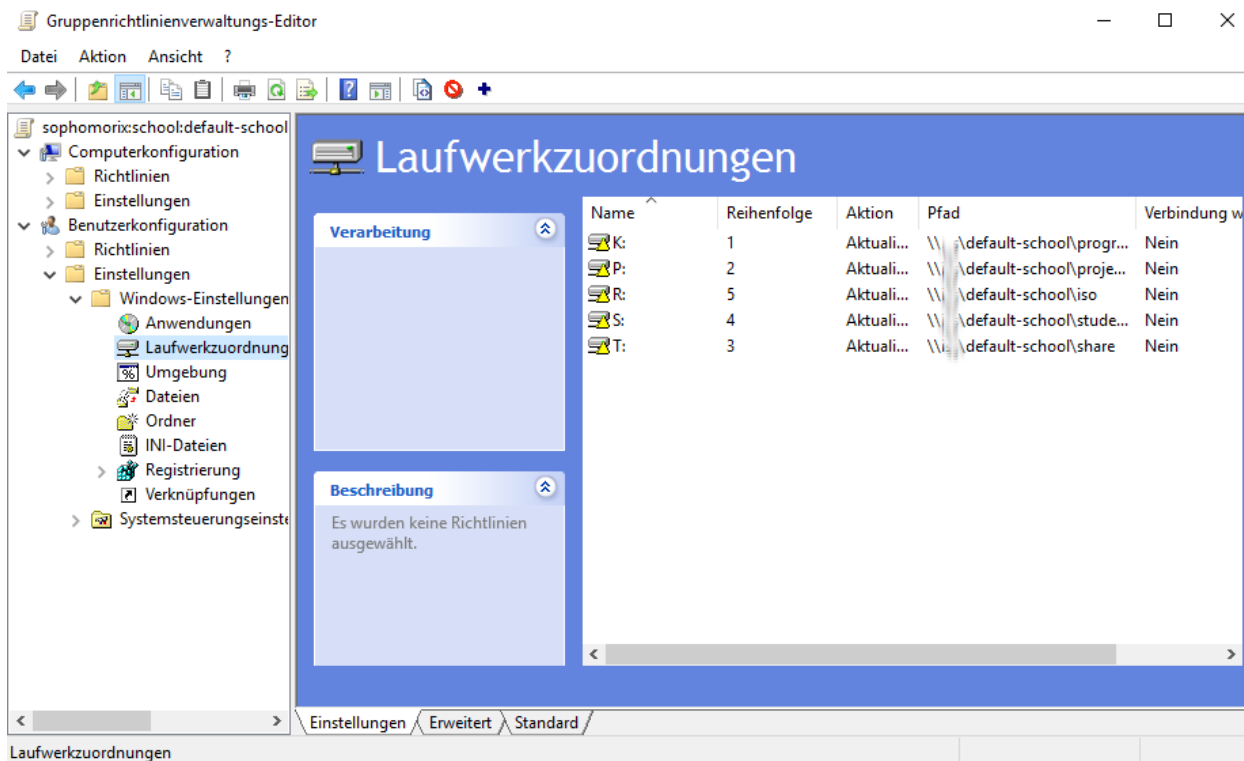 Gruppenrichtlinienverwaltungs-Editor
Datei Aktion Ansicht ?
sophomorix:school:default-school
Computerkonfiguration
Richtlinien
Einstellungen
Benutzerkonfiguration
Richtlinien
Einstellungen
Windows-Einstellungen
Anwendungen
Laufwerkzuordnung
Umgebung
Dateien
Ordner
INI-Dateien
Registrierung
Verknüpfungen
Systemsteuerungseinste
Laufwerkzuordnungen
Verarbeitung
Beschreibung
Es wurden keine Richtlinien
ausgewählt.
Name Reihenfolge Aktion Pfad Verbindung w
K: 1 Aktuali... \default-school\progr... Nein
P: 2 Aktuali... \default-school\proje... Nein
R: 5 Aktuali... \default-school\iso Nein
S: 4 Aktuali... \default-school\stude... Nein
T: 3 Aktuali... \default-school\share Nein
Einstellungen Erweitert Standard
Laufwerkzuordnungen